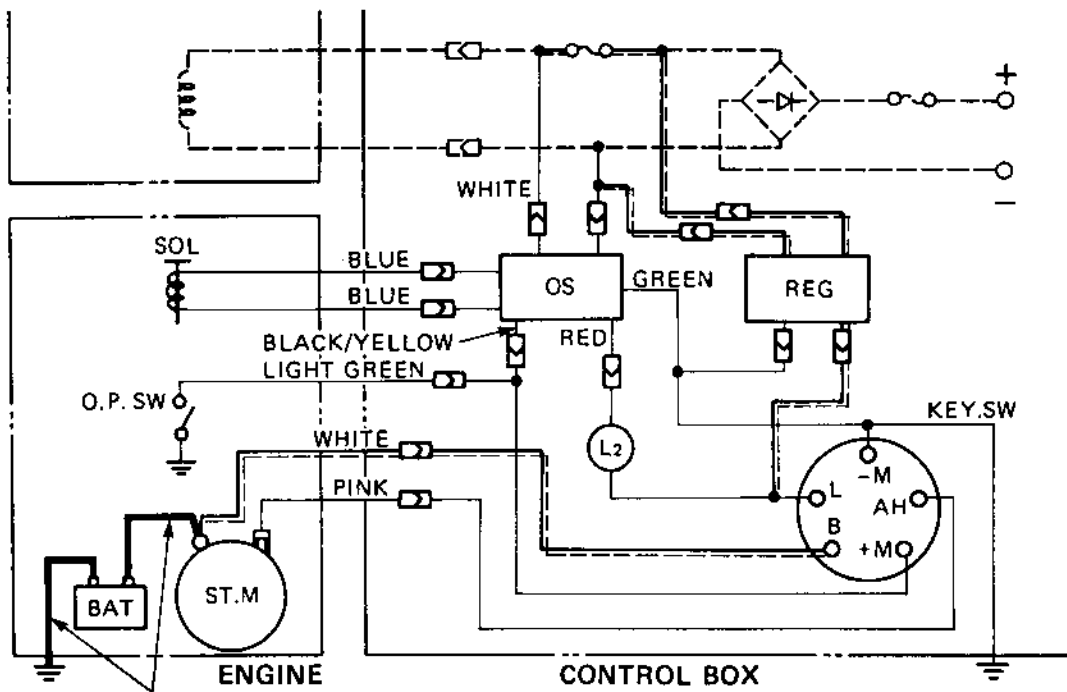 +
−
WHITE
SOL
BLUE
OS
GREEN
REG
BLUE
BLACK/YELLOW
RED
LIGHT GREEN
O.P. SW
KEY.SW
WHITE
L2
−M
PINK
L
AH
B
+M
BAT
ST.M
ENGINE
CONTROL BOX